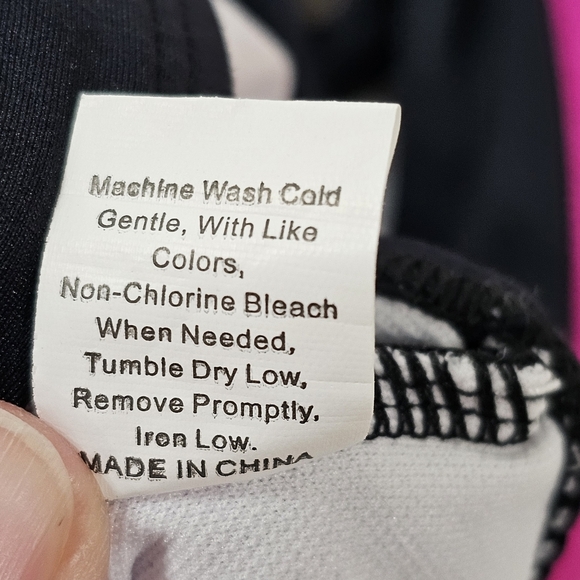 Machine Wash Cold
Gentle, With Like
Colors,
Non-Chlorine Bleach
When Needed,
Tumble Dry Low,
Remove Promptly.
Iron Low.
MADE IN CHINA